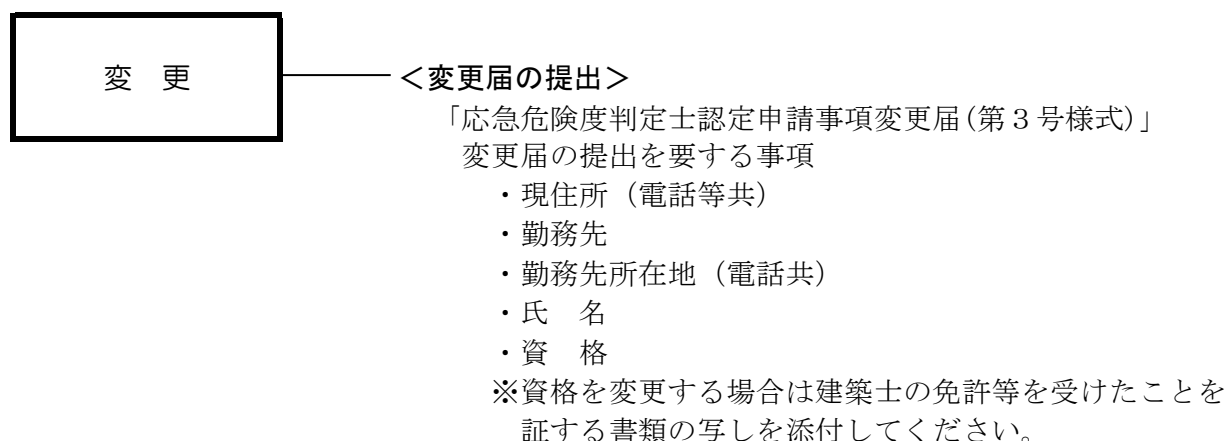 変　更
＜変更届の提出＞
「応急危険度判定士認定申請事項変更届(第３号様式)」
変更届の提出を要する事項
・現住所（電話等共）
・勤務先
・勤務先所在地（電話共）
・氏　名
・資　格
※資格を変更する場合は建築士の免許等を受けたことを
証する書類の写しを添付してください。